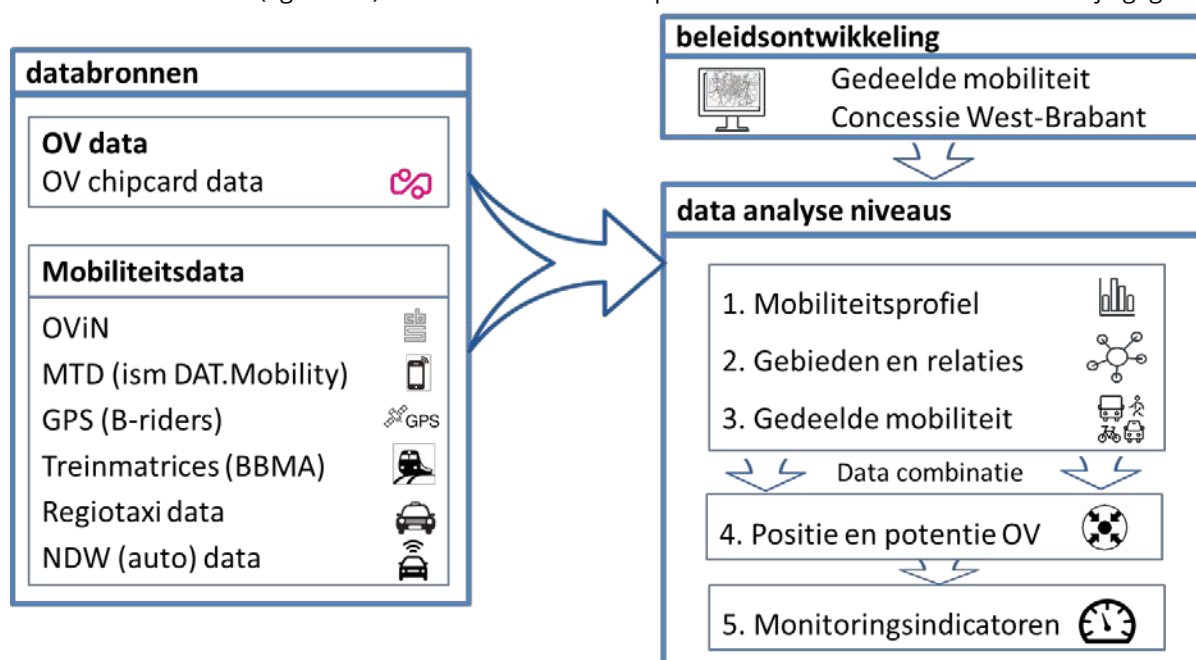 databronnen
OV data
OV chipcard data
Mobiliteitsdata
OViN
cbs
MTD (ism DAT.Mobility)
GPS (B-riders)
GPS
Treinmatrices (BBMA)
Regiotaxi data
NDW (auto) data
beleidsontwikkeling
Gedeelde mobiliteit
Concessie West-Brabant
data analyse niveaus
1. Mobiliteitsprofiel
2. Gebieden en relaties
3. Gedeelde mobiliteit
Data combinatie
4. Positie en potentie OV
5. Monitoringsindicatoren